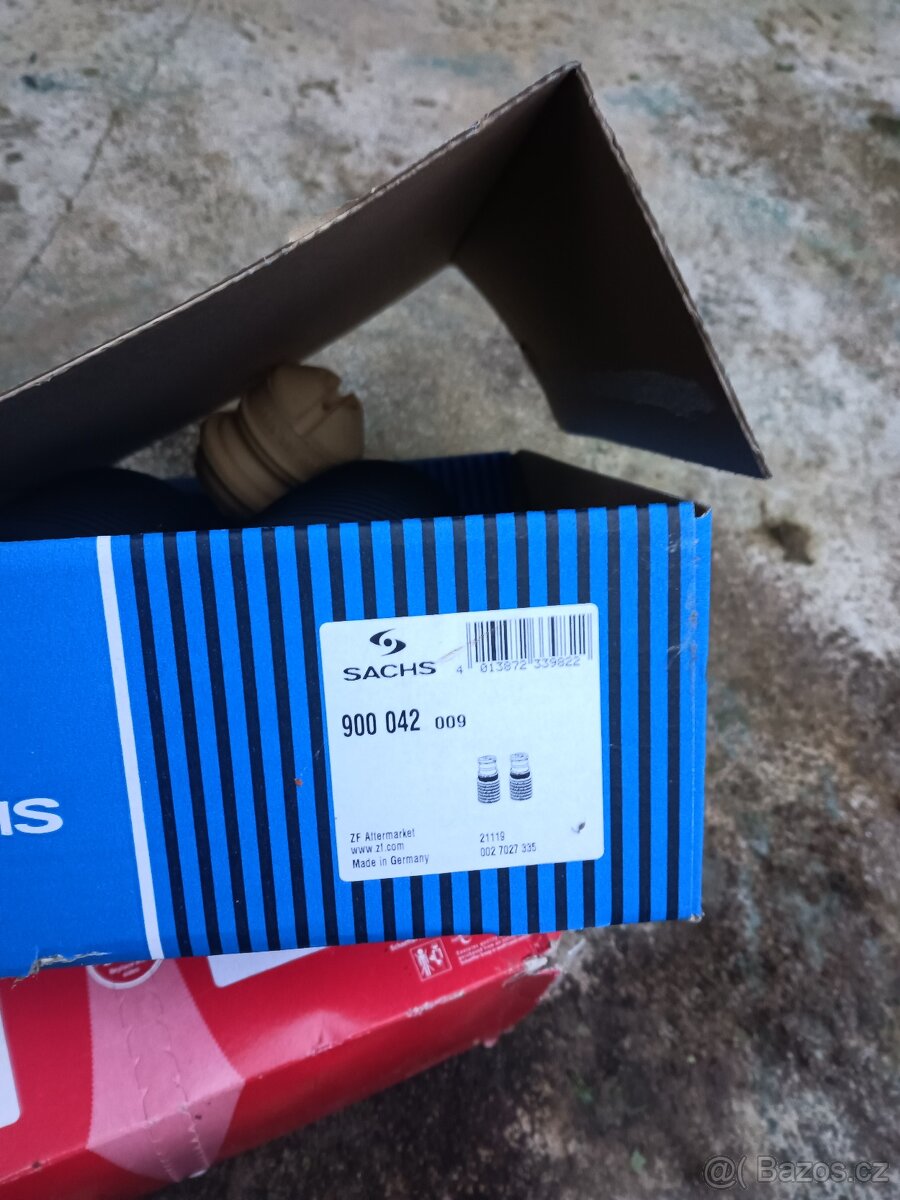 SACHS
4 013872 339822
900 042 009
ZF Aftermarket
www.zf.com
Made in Germany
21119
002 7027 335
HS
@( Bazos.cz